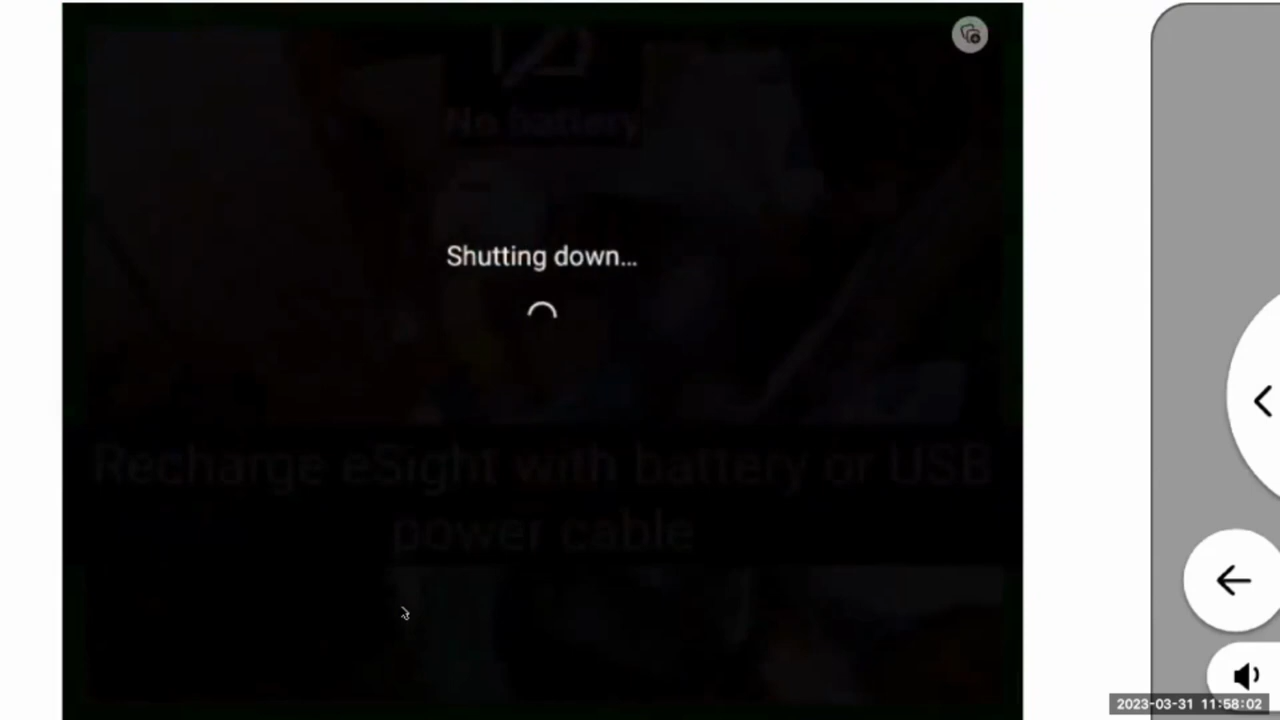 No battery
Shutting down...
Recharge eSight with battery or USB
power cable
2023-03-31 11:58:02